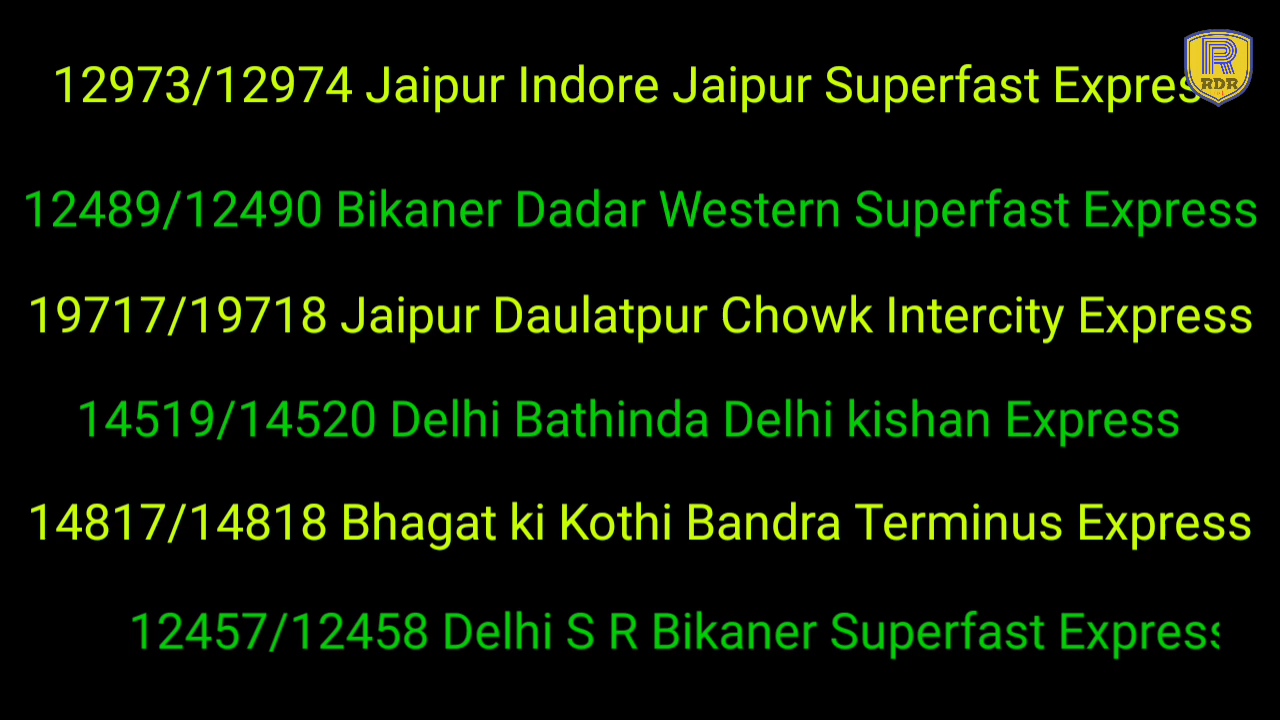 12973/12974 Jaipur Indore Jaipur Superfast Expres
RDR
12489/12490 Bikaner Dadar Western Superfast Express
19717/19718 Jaipur Daulatpur Chowk Intercity Express
14519/14520 Delhi Bathinda Delhi kishan Express
14817/14818 Bhagat ki Kothi Bandra Terminus Express
12457/12458 Delhi S R Bikaner Superfast Express